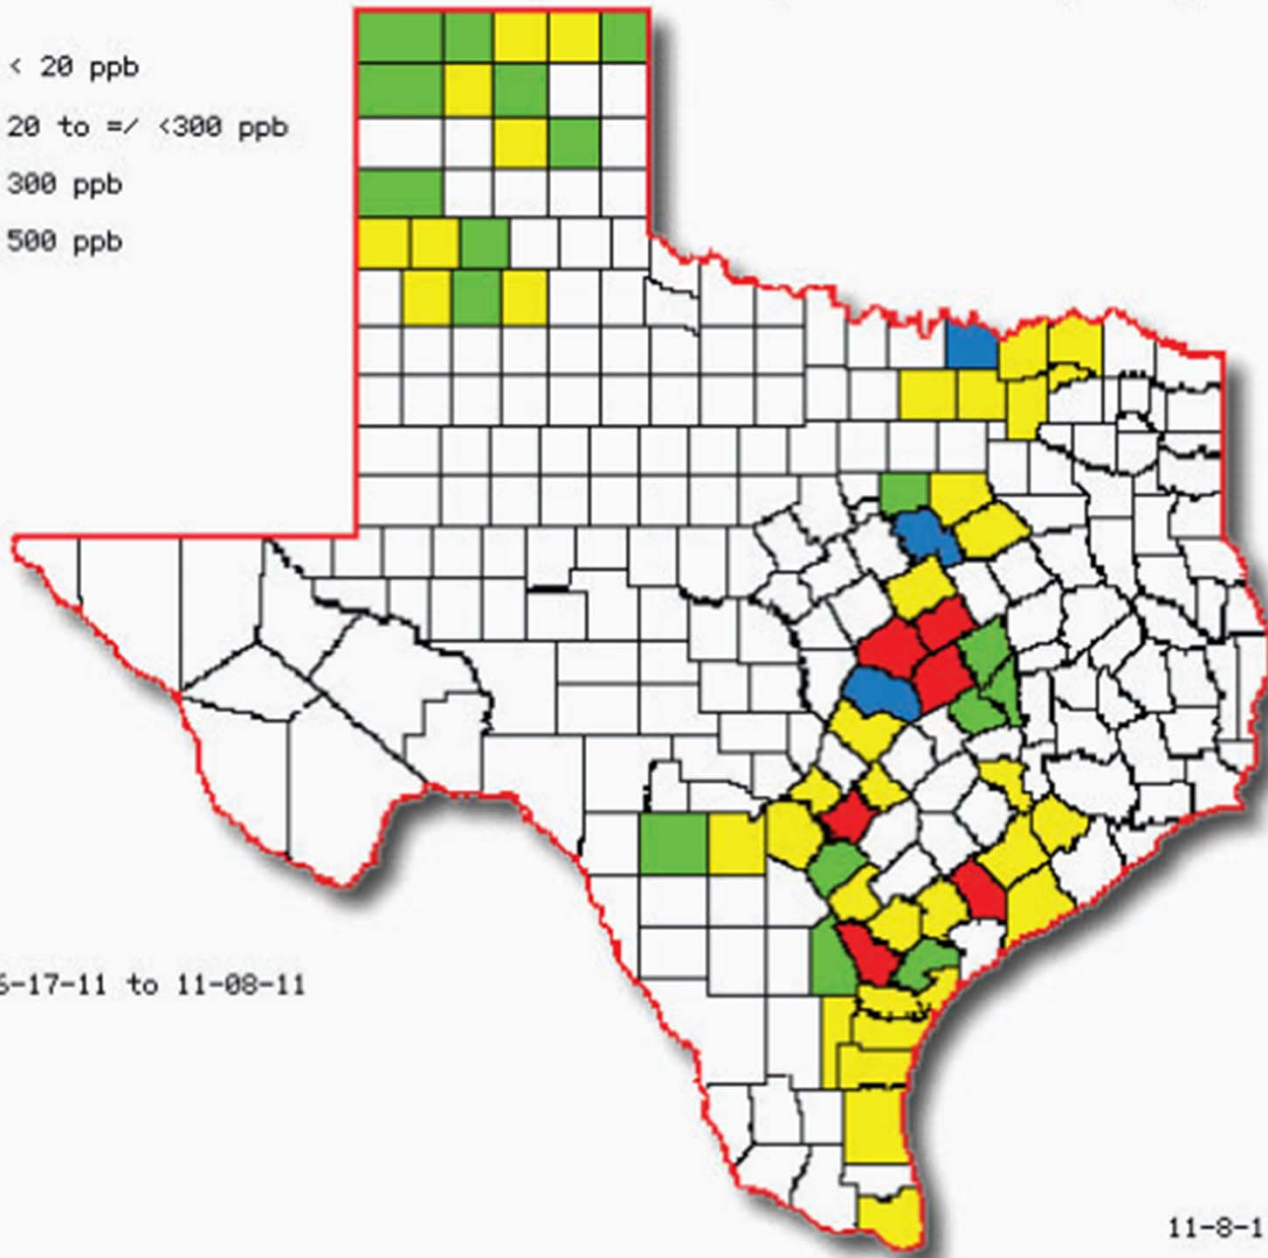 < 20 ppb
20 to =/ <300 ppb
300 ppb
500 ppb
6-17-11 to 11-08-11
11-8-1